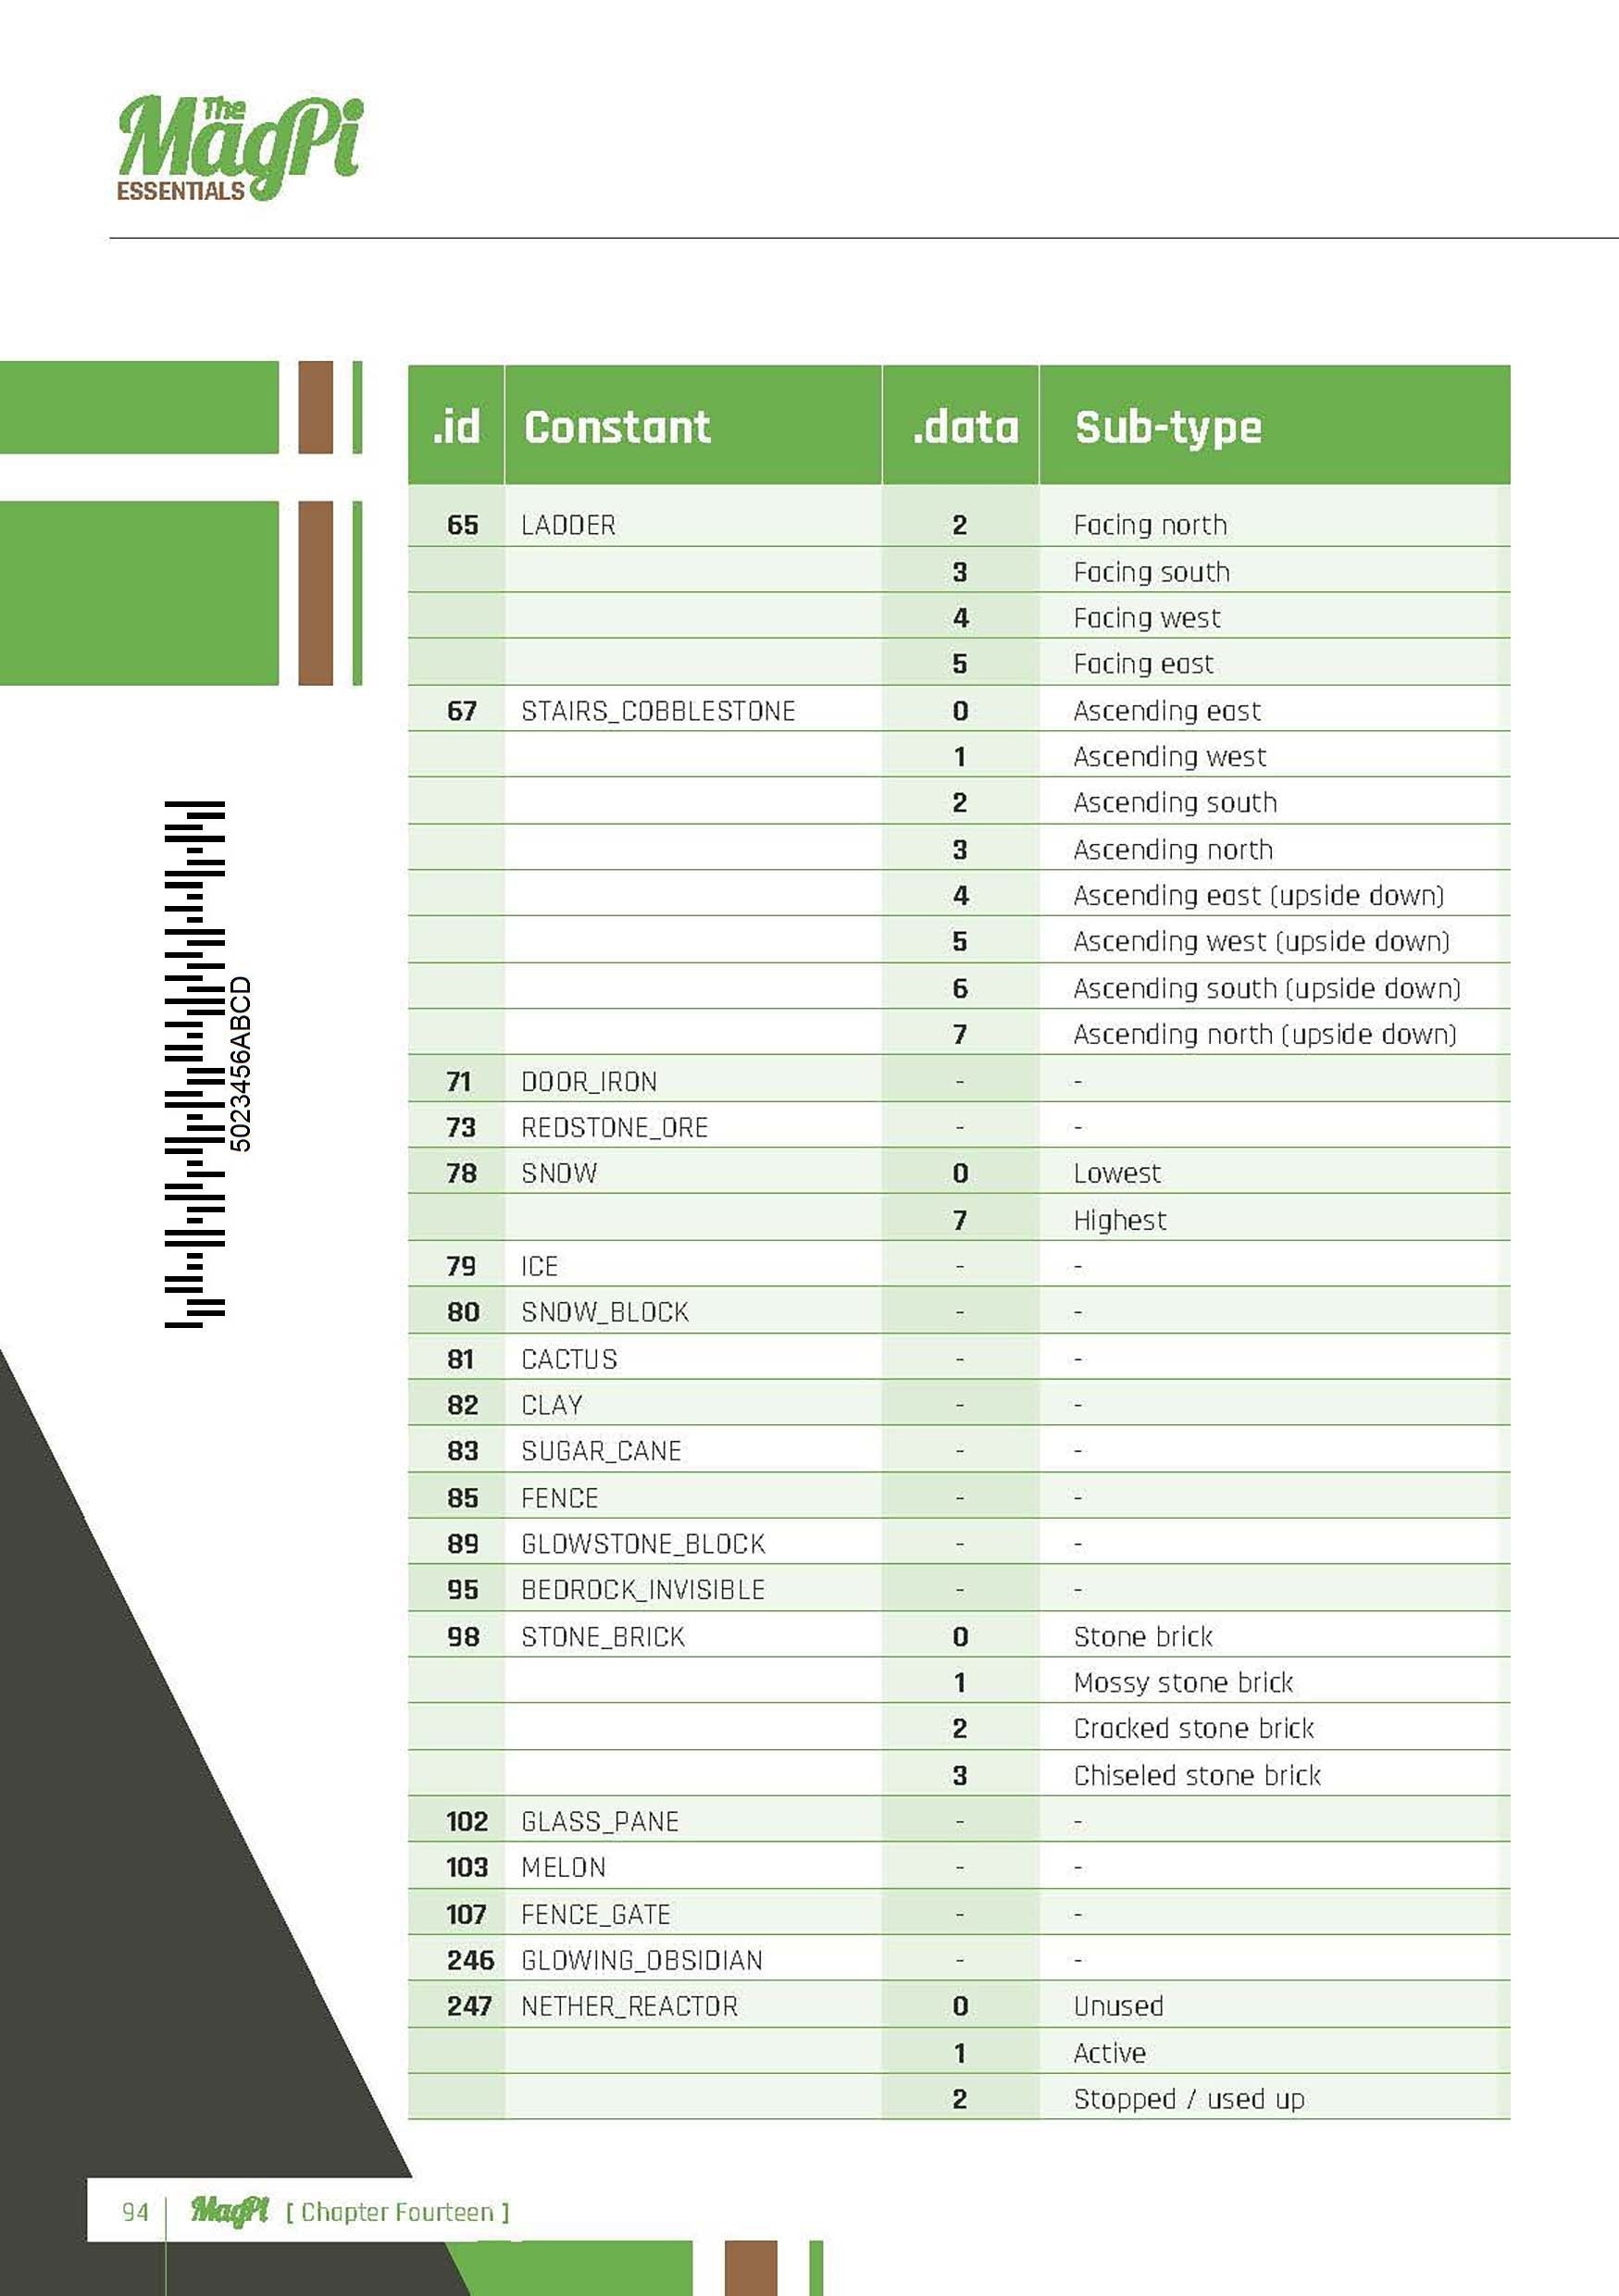 The
MagPi
ESSENTIALS
.id Constant .data Sub-type
65 LADDER 2 Facing north
3 Facing south
4 Facing west
5 Facing east
67 STAIRS_COBBLESTONE 0 Ascending east
1 Ascending west
2 Ascending south
3 Ascending north
4 Ascending east (upside down)
5 Ascending west (upside down)
6 Ascending south (upside down)
7 Ascending north (upside down)
71 DOOR_IRON - -
73 REDSTONE_ORE - -
78 SNOW 0 Lowest
7 Highest
79 ICE - -
80 SNOW_BLOCK - -
81 CACTUS - -
82 CLAY - -
83 SUGAR_CANE - -
85 FENCE - -
89 GLOWSTONE_BLOCK - -
95 BEDROCK_INVISIBLE - -
98 STONE_BRICK 0 Stone brick
1 Mossy stone brick
2 Cracked stone brick
3 Chiseled stone brick
102 GLASS_PANE - -
103 MELON - -
107 FENCE_GATE - -
246 GLOWING_OBSIDIAN - -
247 NETHER_REACTOR 0 Unused
1 Active
2 Stopped / used up
5023456ABCD
94 MagPi [ Chapter Fourteen ]